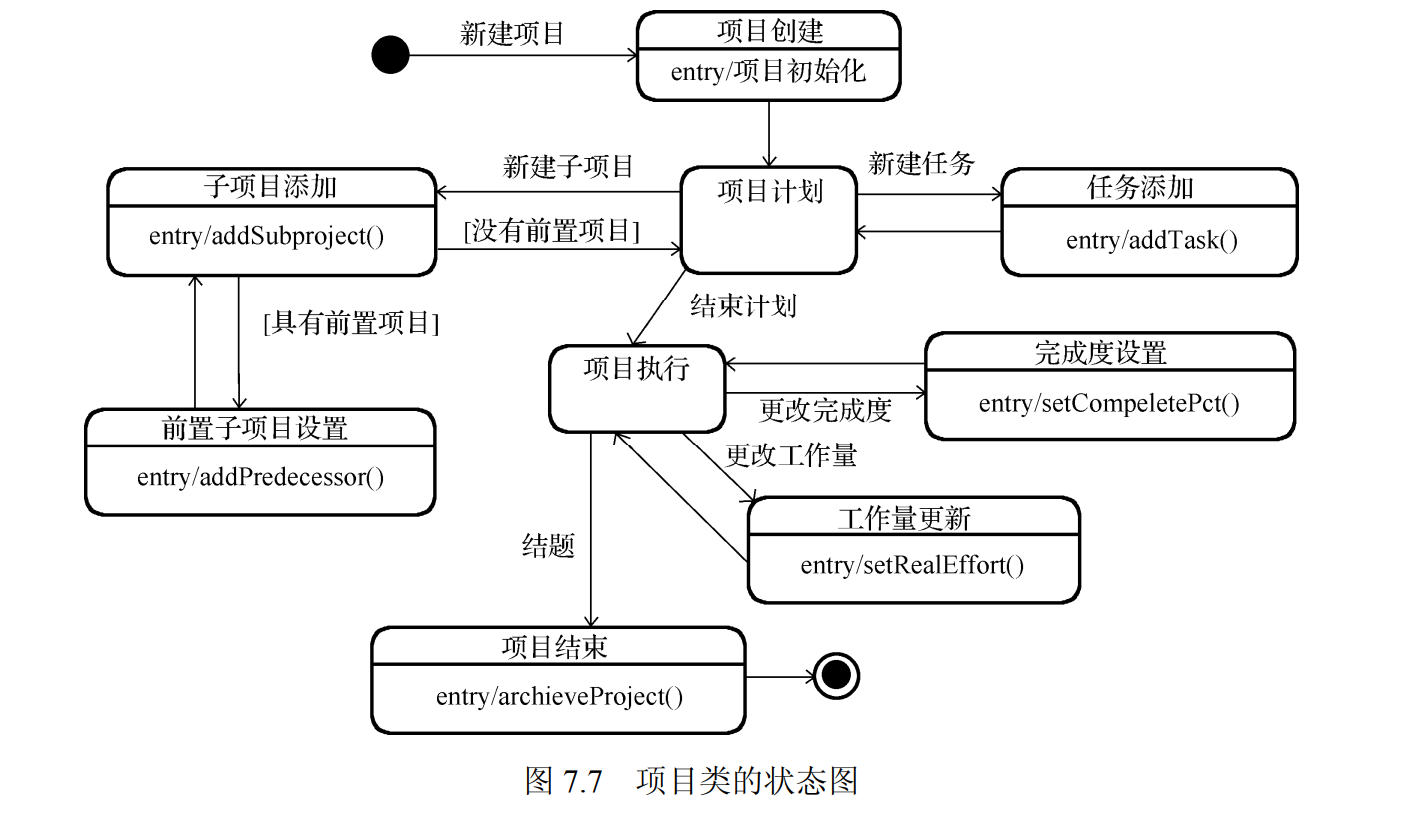 新建项目
项目创建
entry/项目初始化
新建子项目
项目计划
新建任务
子项目添加
entry/addSubproject()
[没有前置项目]
任务添加
entry/addTask()
[具有前置项目]
结束计划
项目执行
完成度设置
entry/setCompeletePct()
更改完成度
前置子项目设置
entry/addPredecessor()
更改工作量
工作量更新
entry/setRealEffort()
结题
项目结束
entry/archieveProject()
图 7.7 项目类的状态图